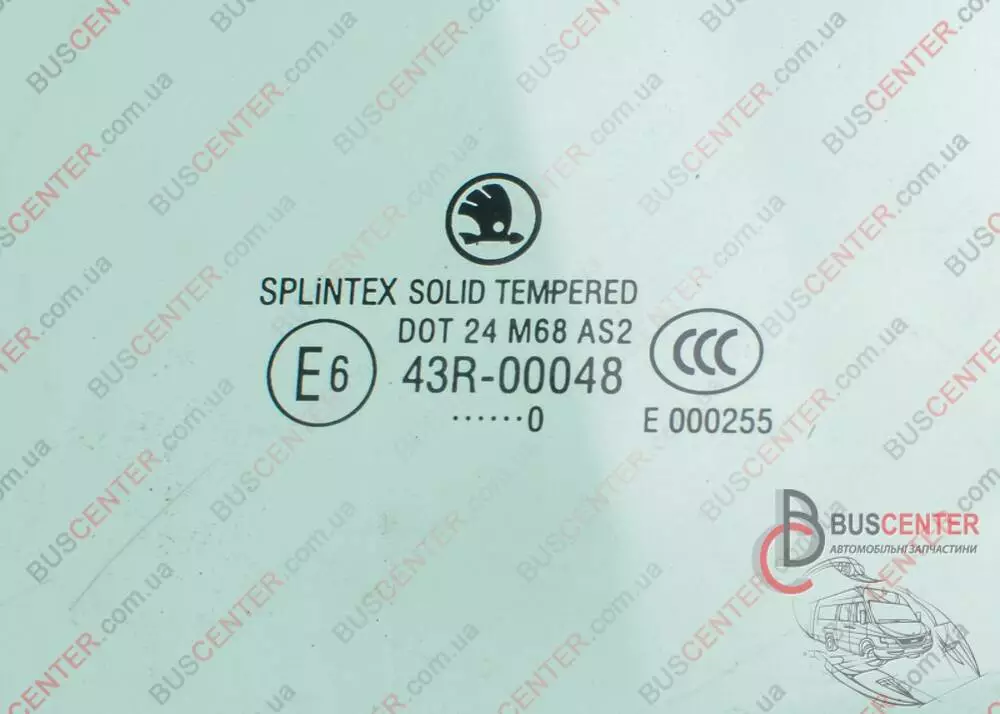 SPLiNTEX SOLID TEMPERED
DOT 24 M68 AS2
E6
43R-00048
CCC
······0
E 000255
BUSCENTER
АВТОМОБІЛЬНІ ЗАПЧАСТИНИ
BUSCENTER.com.ua